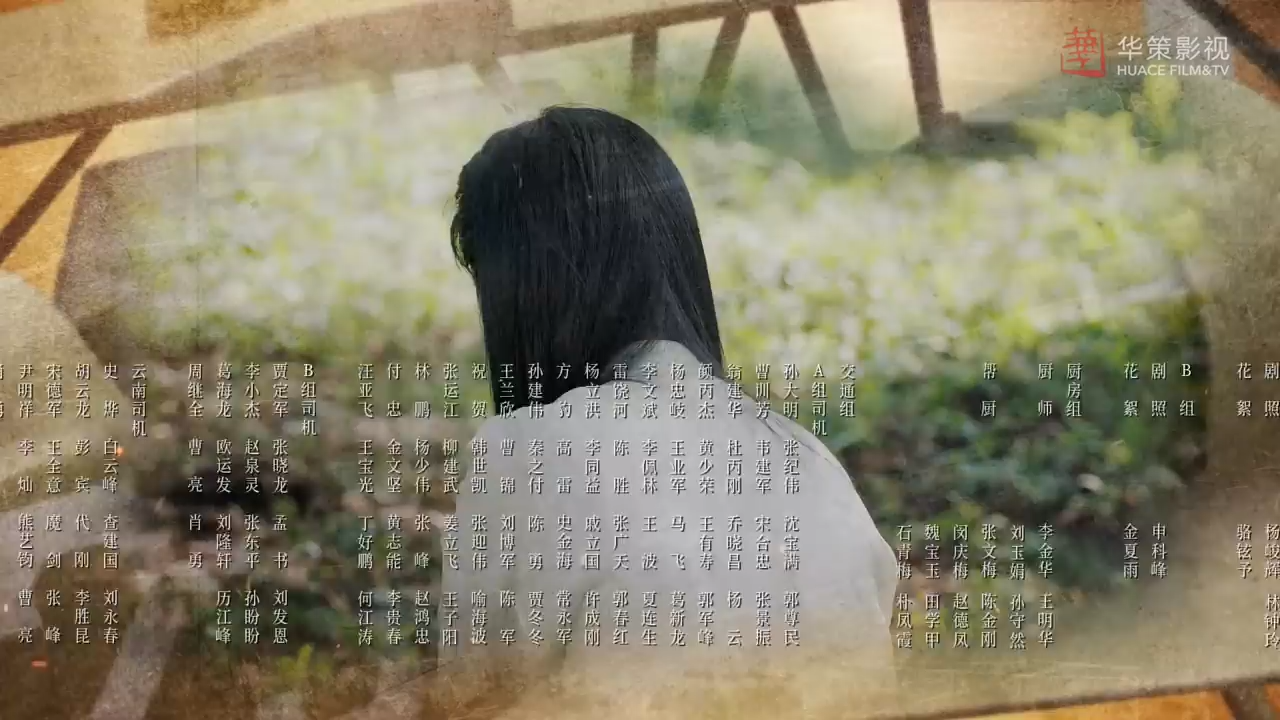 华策影视
HUACE FILM&TV
剧照 杨峻辉
花絮 骆铉予
B组
剧照 申科峰
花絮 金夏雨
厨房组
厨师 李金华 王明华
刘玉娟 孙守然
帮厨 张文梅 陈金刚
闵庆梅 赵德凤
魏宝玉 田学甲
石青梅 朴凤霞
交通组
A组司机
孙大明 张纪伟 沈宝满 郭尊民
曹训芳 韦建军 宋合忠 张景振
翁建华 杜丙刚 乔晓昌 杨云
颜丙杰 黄少荣 王有寿 郭军峰
杨忠岐 王业军 马飞 葛新龙
李文斌 李佩林 王波 夏连生
雷饶河 陈胜 张广天 郭春红
杨立洪 李同益 戚立国 许成刚
方钧 高雷 史金海 常永军
孙建伟 秦之付 陈勇 贾冬冬
王兰欣 曹锦 刘博军 陈军
祝贺 韩世凯 张迎伟 喻海波
张运江 柳建武 姜立飞 王子阳
林鹏 杨少伟 张峰 赵鸿忠
付忠 金文坚 黄志能 李贵春
汪亚飞 王宝光 丁好鹏 何江涛
B组司机
贾定军 张晓龙 孟书 刘发恩
李小杰 赵泉灵 张东平 孙盼盼
葛海龙 欧运发 刘隆轩 历江峰
周继全 曹亮 肖勇
云南司机
史烨 白云峰 查建国 刘永春
胡云龙 彭宾 代刚 李胜昆
宋德军 王全意 魔剑 张峰
尹明祥 李灿 熊艺钧 曹亮